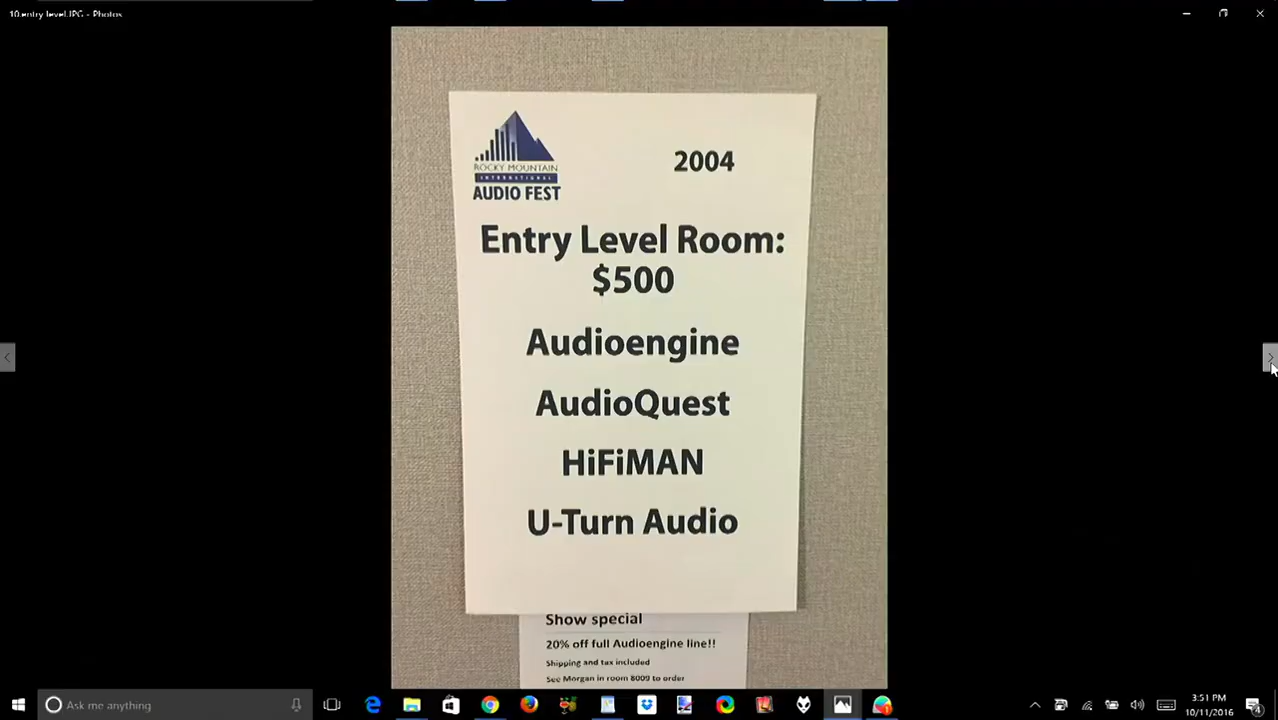 10.entry level.JPG - Photos
ROCKY MOUNTAIN
INTERNATIONAL
AUDIO FEST
2004
Entry Level Room:
$500
Audioengine
AudioQuest
HiFiMAN
U-Turn Audio
Show special
20% off full Audioengine line!!
Shipping and tax included
See Morgan in room 8009 to order
Ask me anything
3:51 PM
10/11/2016
4